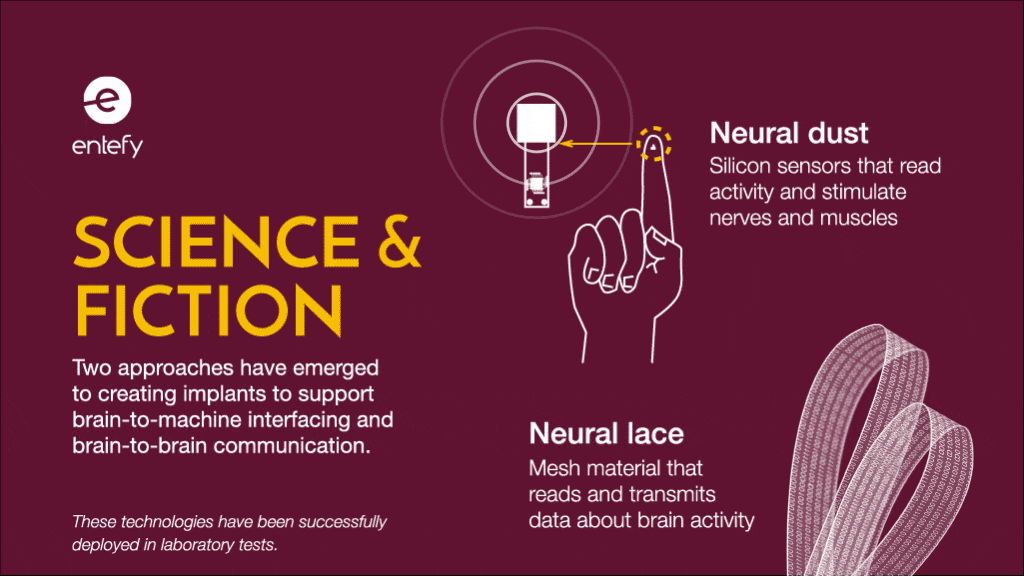 entefy
SCIENCE &
FICTION
Two approaches have emerged
to creating implants to support
brain-to-machine interfacing and
brain-to-brain communication.
These technologies have been successfully
deployed in laboratory tests.
Neural dust
Silicon sensors that read
activity and stimulate
nerves and muscles
Neural lace
Mesh material that
reads and transmits
data about brain activity